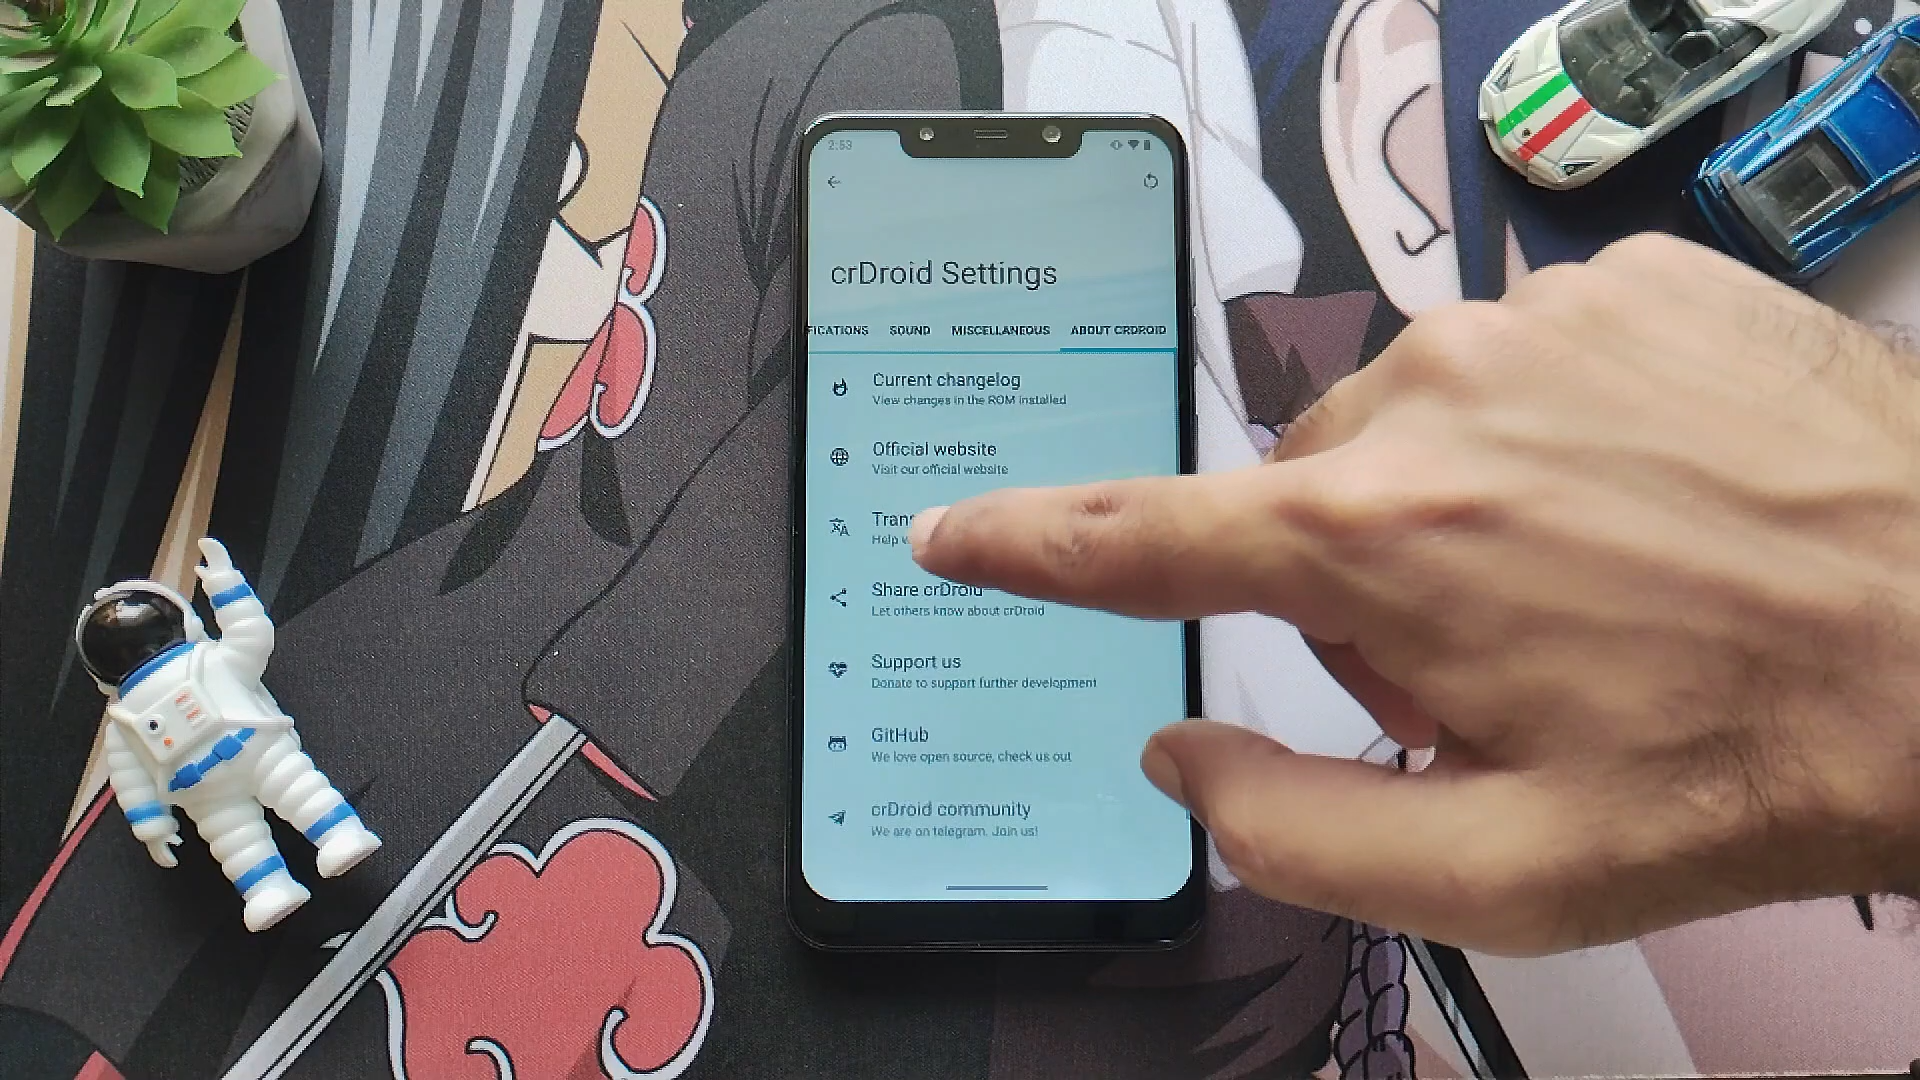 2:53
crDroid Settings
FICATIONS SOUND MISCELLANEOUS ABOUT CRDROID
Current changelog
View changes in the ROM installed
Official website
Visit our official website
Trans
Help
Share crDroid
Let others know about crDroid
Support us
Donate to support further development
GitHub
We love open source, check us out
crDroid community
We are on telegram. Join us!